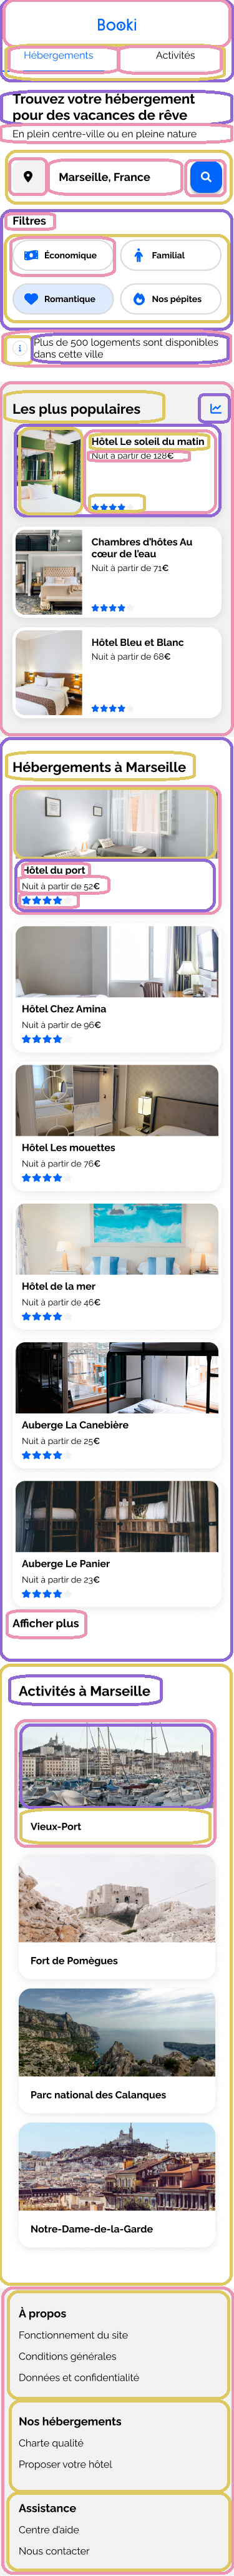 Booki
Hébergements
Activités
Trouvez votre hébergement
pour des vacances de rêve
En plein centre-ville ou en pleine nature
Marseille, France
Filtres
Économique
Familial
Romantique
Nos pépites
Plus de 500 logements sont disponibles
dans cette ville
Les plus populaires
Hôtel Le soleil du matin
Nuit à partir de 128€
Chambres d'hôtes Au
cœur de l'eau
Nuit à partir de 71€
Hôtel Bleu et Blanc
Nuit à partir de 68€
Hébergements à Marseille
Hôtel du port
Nuit à partir de 52€
Hôtel Chez Amina
Nuit à partir de 96€
Hôtel Les mouettes
Nuit à partir de 76€
Hôtel de la mer
Nuit à partir de 46€
Auberge La Canebière
Nuit à partir de 25€
Auberge Le Panier
Nuit à partir de 23€
Afficher plus
Activités à Marseille
Vieux-Port
Fort de Pomègues
Parc national des Calanques
Notre-Dame-de-la-Garde
À propos
Fonctionnement du site
Conditions générales
Données et confidentialité
Nos hébergements
Charte qualité
Proposer votre hôtel
Assistance
Centre d'aide
Nous contacter